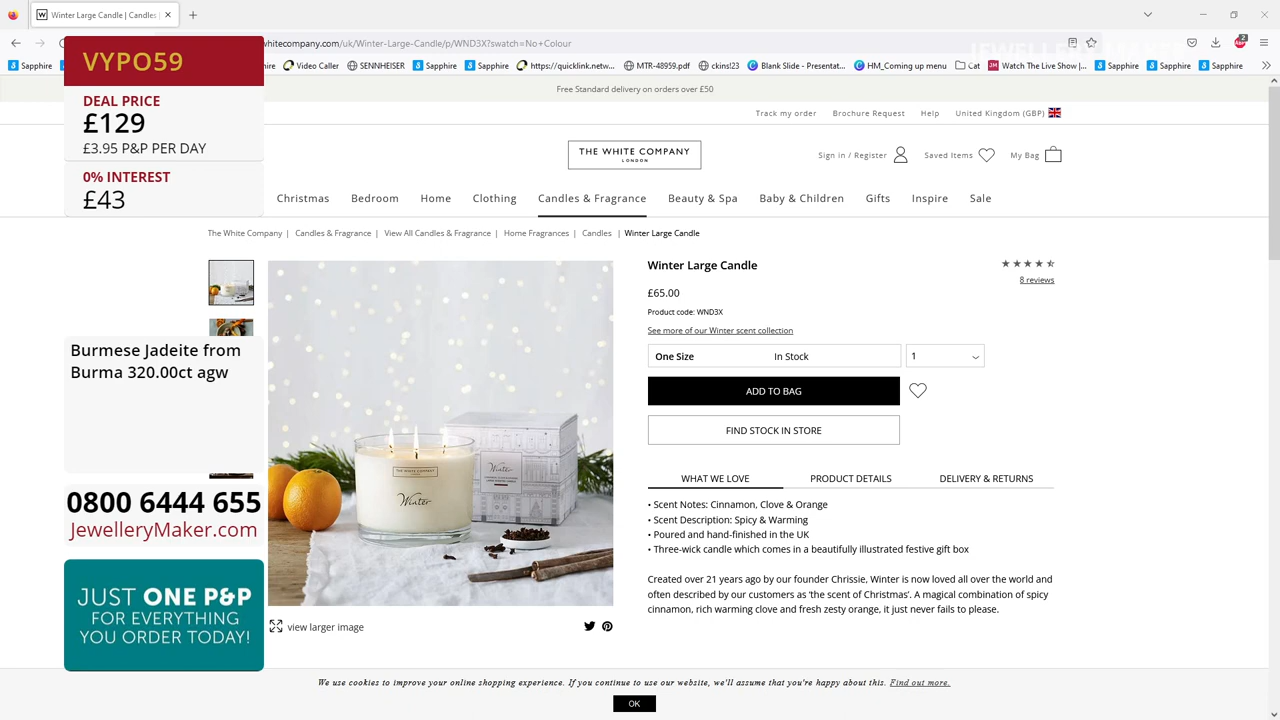 Winter Large Candle | Candles |
whitecompany.com/uk/Winter-Large-Candle/p/WND3X?swatch=No+Colour
JEWELLERYMAKER
2
Sapphire
Sapphire
Video Caller
SENNHEISER
Sapphire
Sapphire
https://quicklink.netw...
MTR-48959.pdf
ckins!23
Blank Slide - Presentat...
HM_Coming up menu
Cat
Watch The Live Show |...
Sapphire
Sapphire
Sapphire
VYPO59
DEAL PRICE
£129
£3.95 P&P PER DAY
0% INTEREST
£43
Free Standard delivery on orders over £50
Track my order
Brochure Request
Help
United Kingdom (GBP)
THE WHITE COMPANY
LONDON
Sign in / Register
Saved Items
My Bag
Christmas
Bedroom
Home
Clothing
Candles & Fragrance
Beauty & Spa
Baby & Children
Gifts
Inspire
Sale
The White Company | Candles & Fragrance | View All Candles & Fragrance | Home Fragrances | Candles | Winter Large Candle
Burmese Jadeite from
Burma 320.00ct agw
0800 6444 655
JewelleryMaker.com
JUST ONE P&P
FOR EVERYTHING
YOU ORDER TODAY!
THE WHITE COMPANY
Winter
Winter
view larger image
Winter Large Candle
8 reviews
£65.00
Product code: WND3X
See more of our Winter scent collection
One Size In Stock
1
ADD TO BAG
FIND STOCK IN STORE
WHAT WE LOVE
PRODUCT DETAILS
DELIVERY & RETURNS
• Scent Notes: Cinnamon, Clove & Orange
• Scent Description: Spicy & Warming
• Poured and hand-finished in the UK
• Three-wick candle which comes in a beautifully illustrated festive gift box
Created over 21 years ago by our founder Chrissie, Winter is now loved all over the world and
often described by our customers as 'the scent of Christmas'. A magical combination of spicy
cinnamon, rich warming clove and fresh zesty orange, it just never fails to please.
We use cookies to improve your online shopping experience. If you continue to use our website, we'll assume that you're happy about this. Find out more.
OK